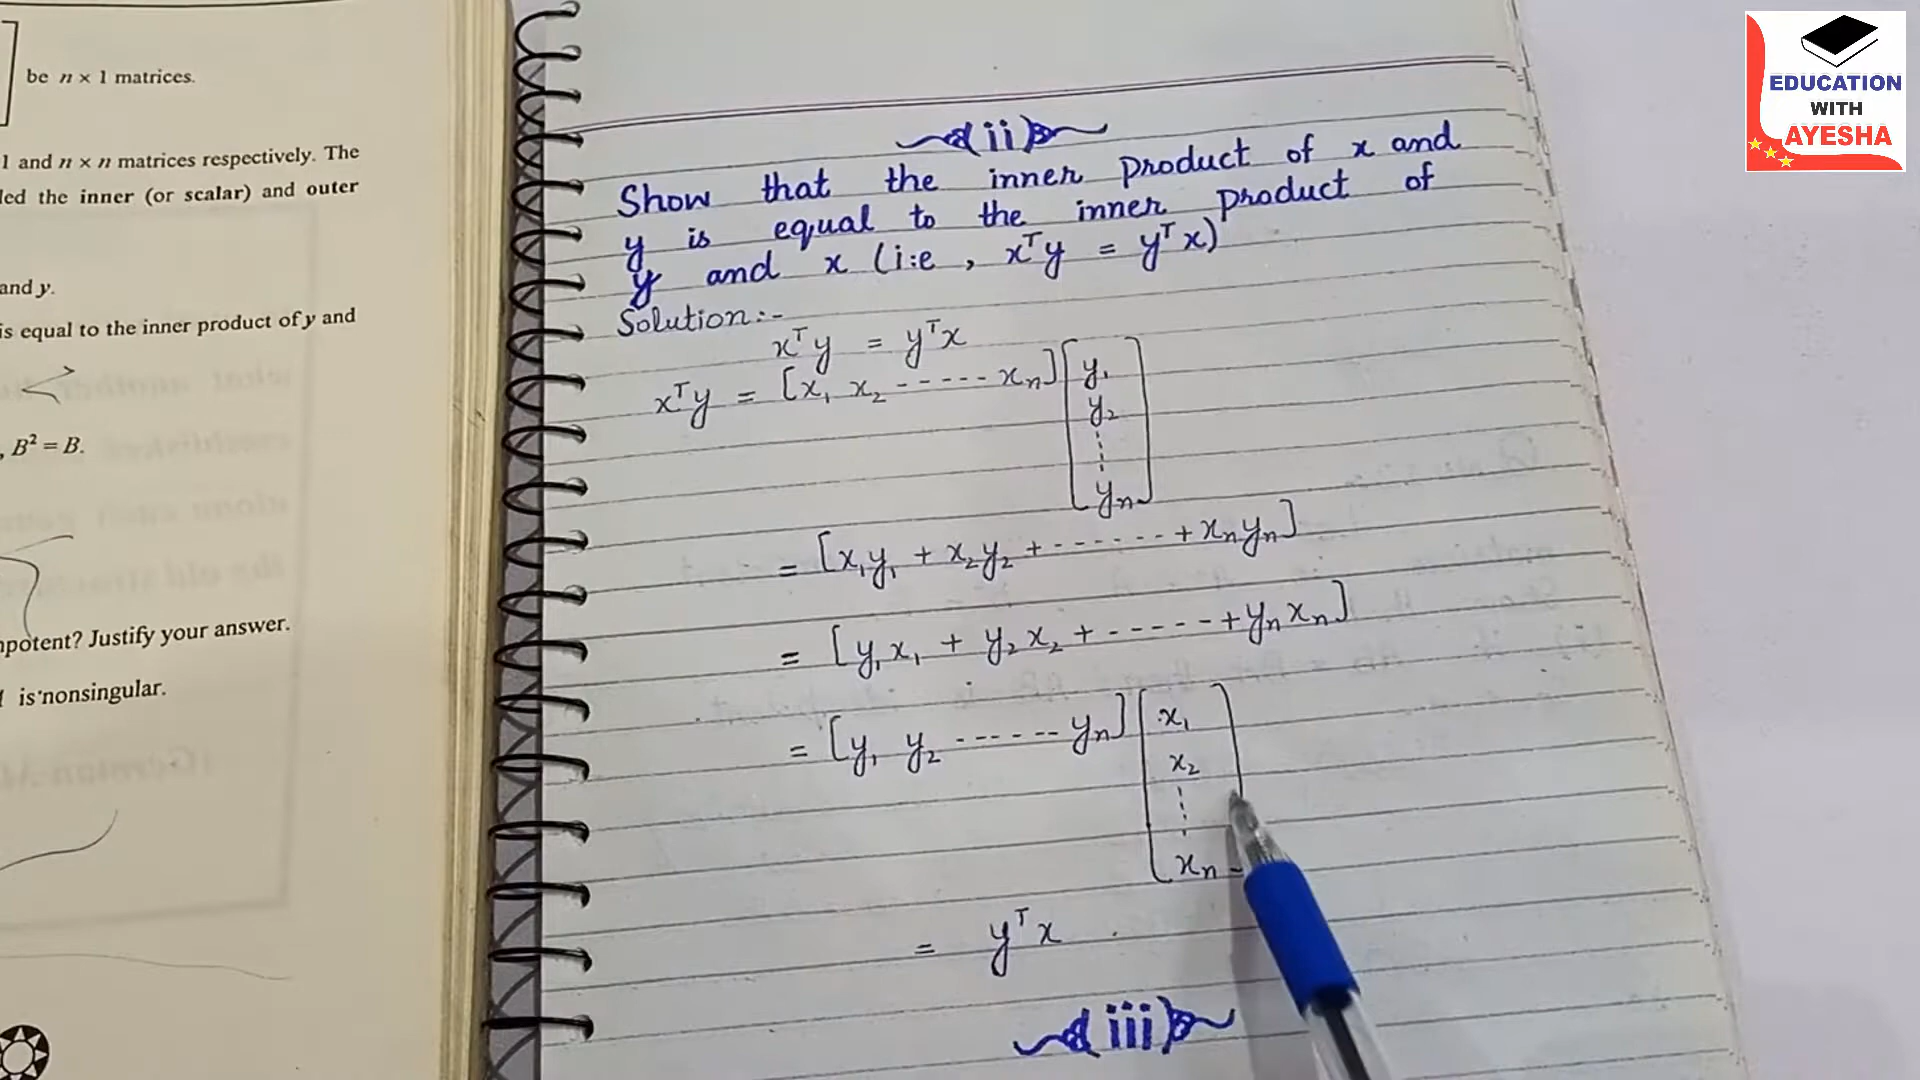 be n × 1 matrices.
1 and n × n matrices respectively. The
led the inner (or scalar) and outer
and y.
is equal to the inner product of y and
, B² = B.
npotent? Justify your answer.
is nonsingular.
EDUCATION
WITH
AYESHA
(ii)
Show that the inner product of x and
y is equal to the inner product of
y and x (i:e , xᵀy = yᵀx)
Solution:-
xᵀy = yᵀx
xᵀy = [x₁ x₂ ----- xₙ] [y₁
y₂
⋮
yₙ]
= [x₁y₁ + x₂y₂ + ------ + xₙyₙ]
= [y₁x₁ + y₂x₂ + ----- + yₙxₙ]
= [y₁ y₂ ------ yₙ] [x₁
x₂
⋮
xₙ]
= yᵀx
(iii)